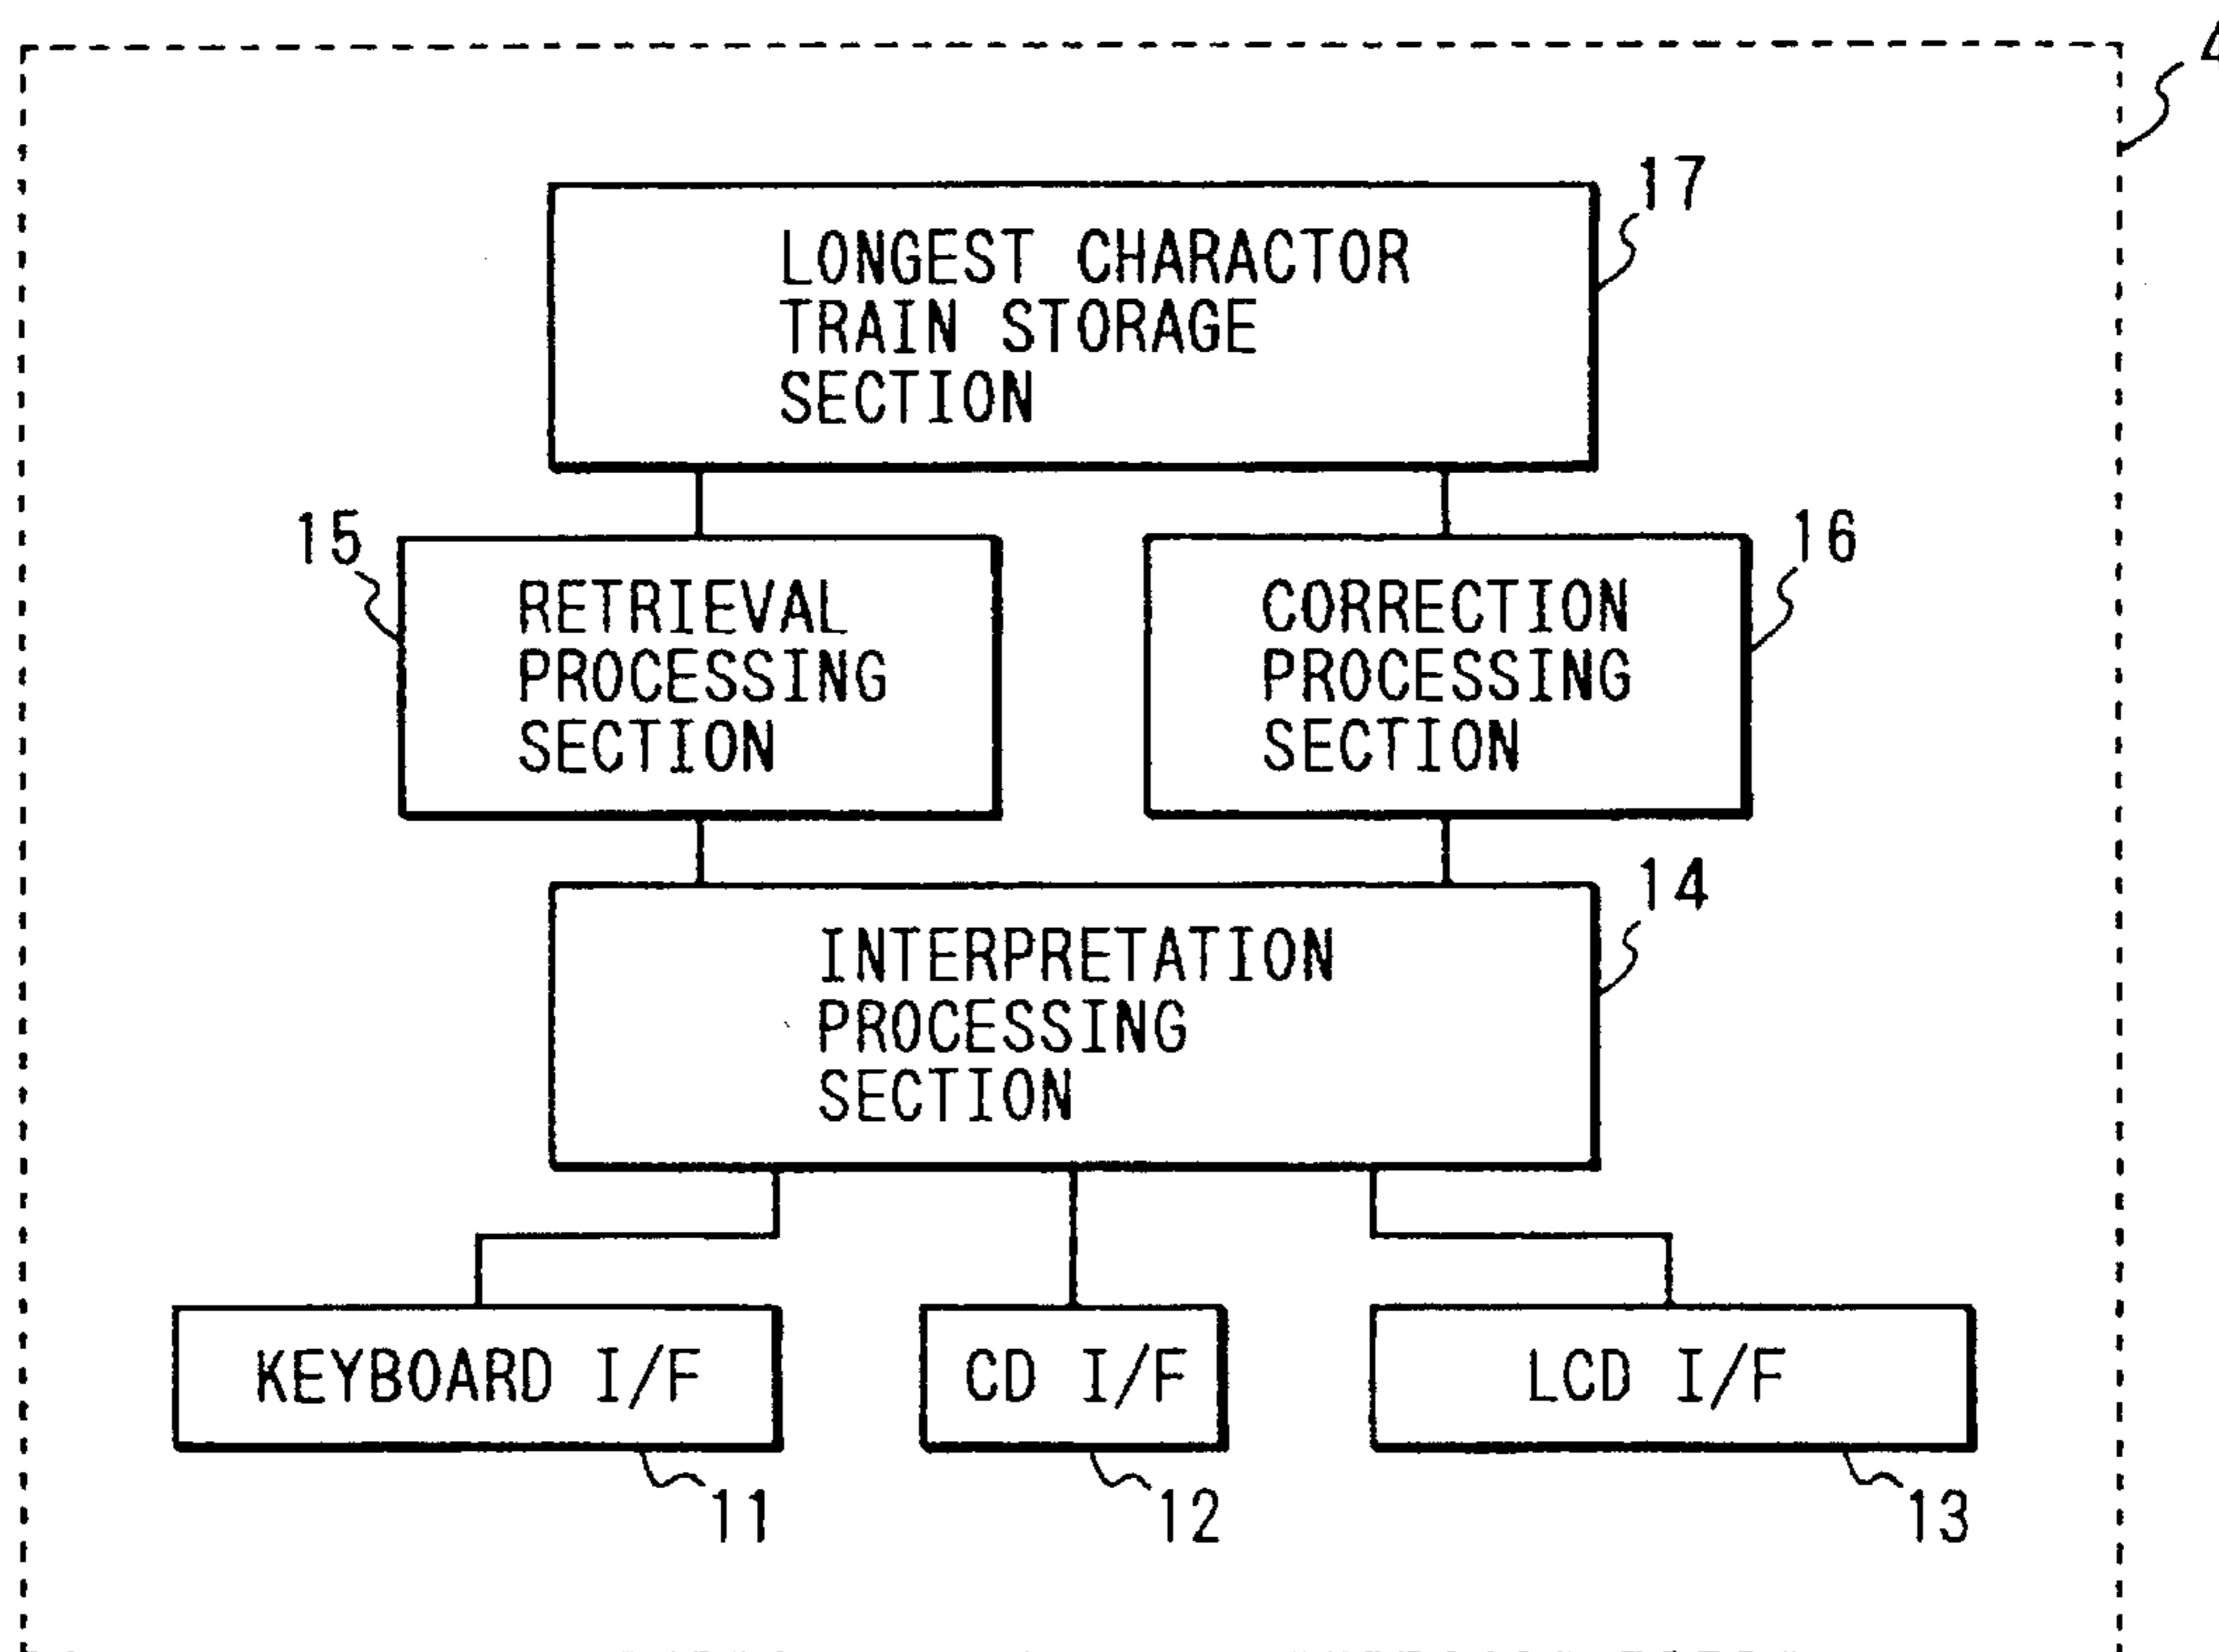 4
17
LONGEST CHARACTOR
TRAIN STORAGE
SECTION
15
RETRIEVAL
PROCESSING
SECTION
16
CORRECTION
PROCESSING
SECTION
14
INTERPRETATION
PROCESSING
SECTION
KEYBOARD I/F
CD I/F
LCD I/F
11
12
13